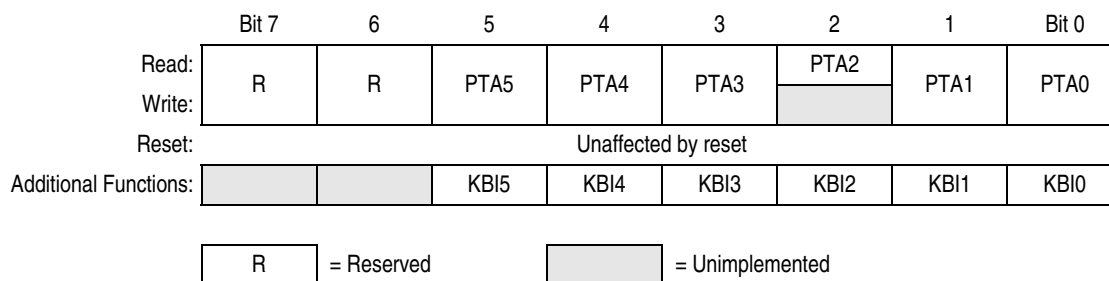 Bit 7 6 5 4 3 2 1 Bit 0
Read: R R PTA5 PTA4 PTA3 PTA2 PTA1 PTA0
Write:
Reset: Unaffected by reset
Additional Functions: KBI5 KBI4 KBI3 KBI2 KBI1 KBI0
R = Reserved = Unimplemented